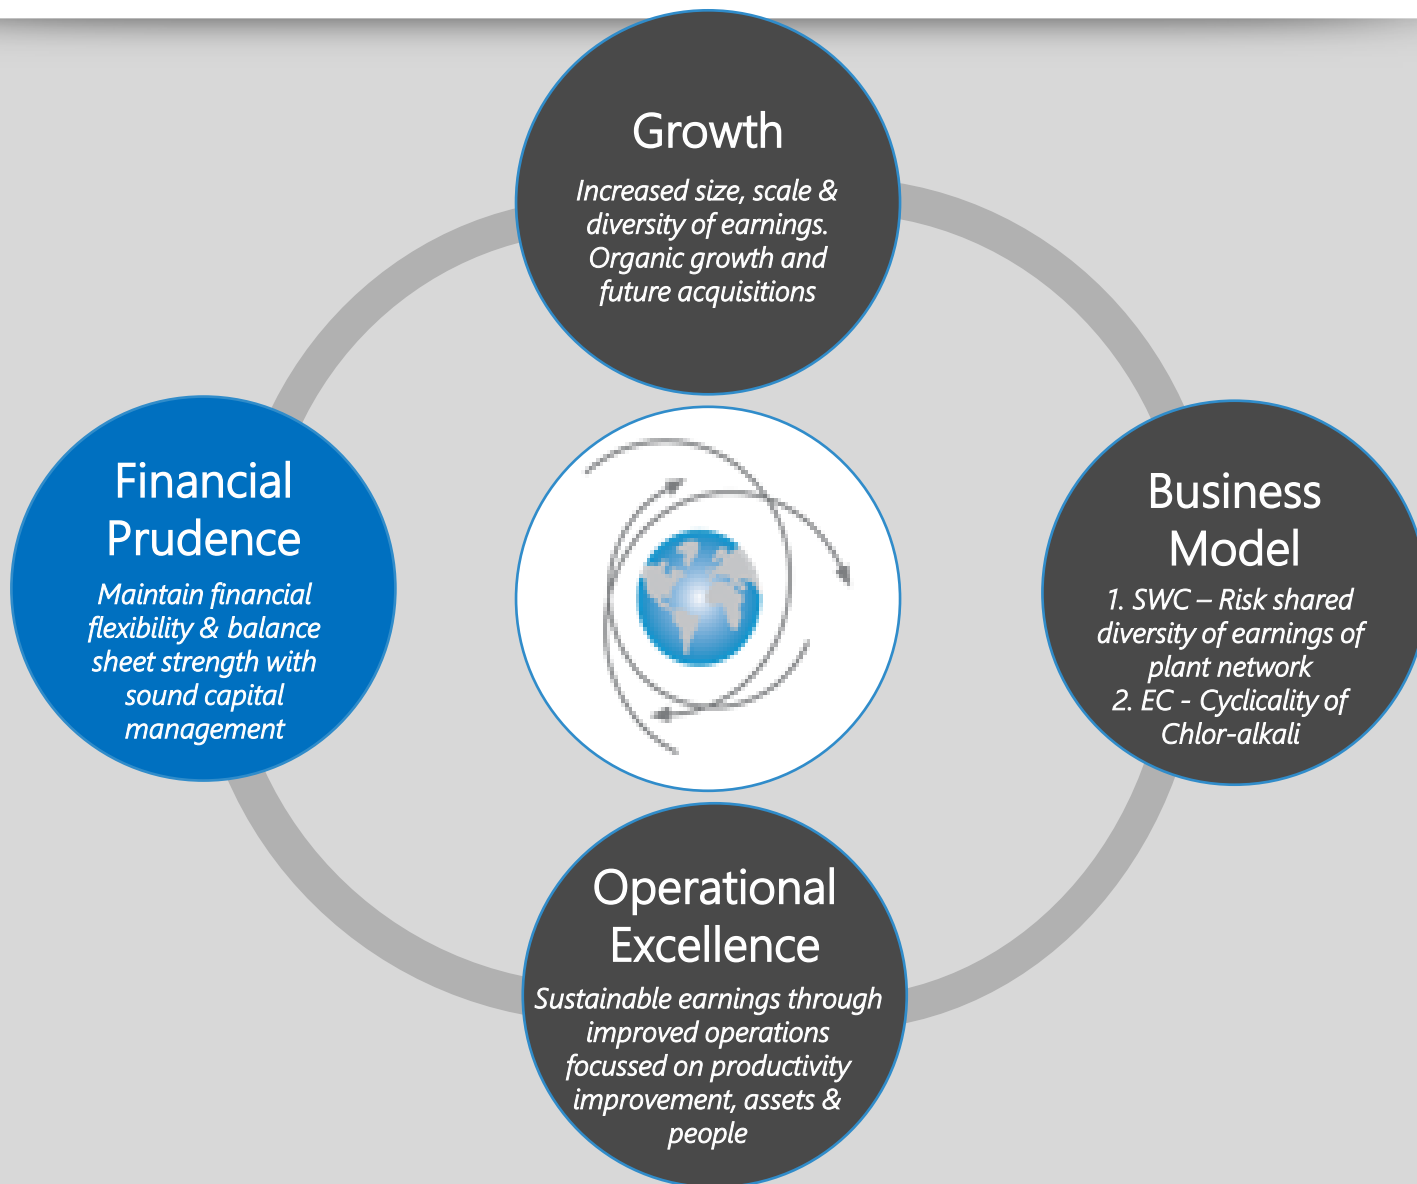 Growth
Increased size, scale &
diversity of earnings.
Organic growth and
future acquisitions
Financial
Prudence
Maintain financial
flexibility & balance
sheet strength with
sound capital
management
Business
Model
1. SWC – Risk shared
diversity of earnings of
plant network
2. EC - Cyclicality of
Chlor-alkali
Operational
Excellence
Sustainable earnings through
improved operations
focussed on productivity
improvement, assets &
people